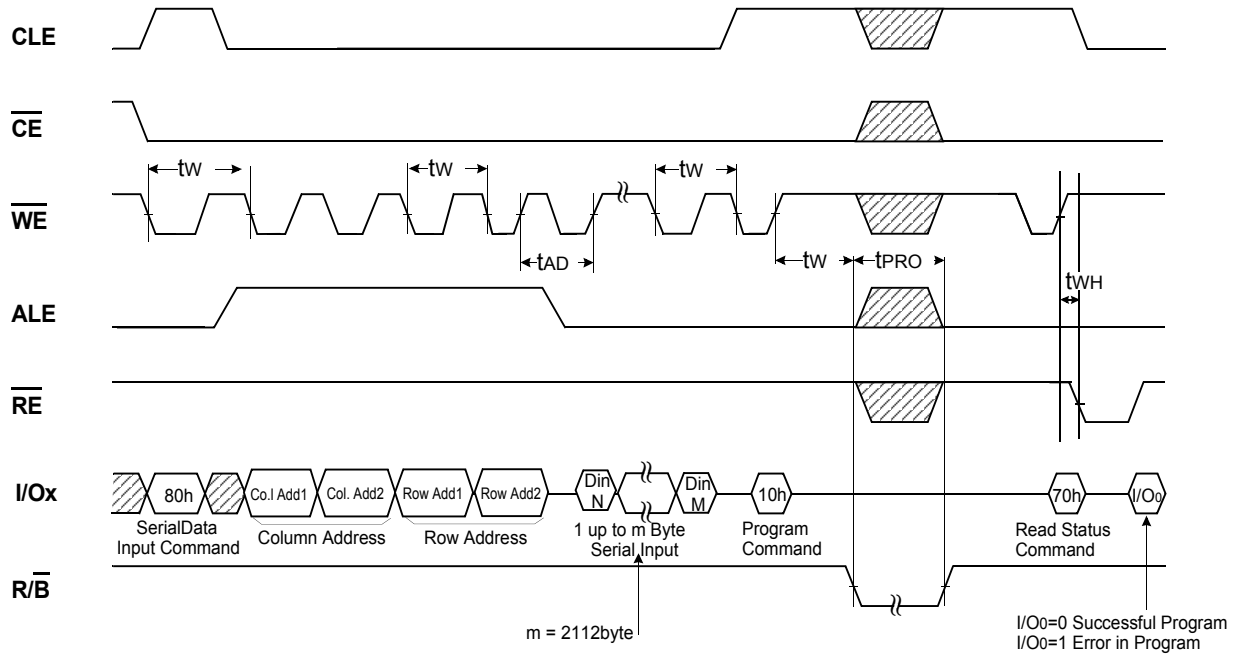 CLE
CE
tW tW tW
WE
tAD tW tPRO
tWH
ALE
RE
I/Ox
80h Co.l Add1 Col. Add2 Row Add1 Row Add2 Din N Din M 10h 70h I/O0
SerialData
Input Command
Column Address
Row Address
1 up to m Byte
Serial Input
Program
Command
Read Status
Command
R/B
m = 2112byte
I/O0=0 Successful Program
I/O0=1 Error in Program